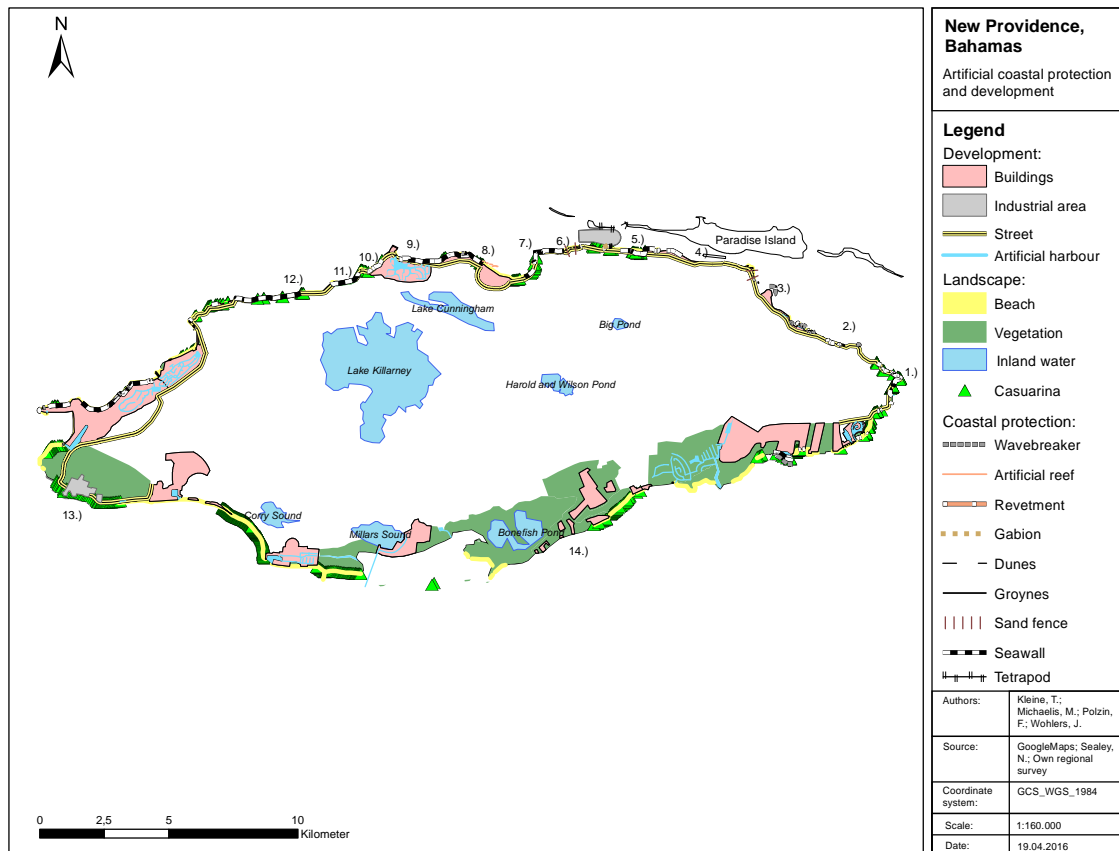 N
9.)
8.)
7.)
6.)
5.)
4.)
Paradise Island
10.)
11.)
12.)
3.)
Lake Cunningham
Big Pond
2.)
Lake Killarney
Harold and Wilson Pond
1.)
13.)
Corry Sound
Millars Sound
Bonefish Pond
14.)
0 2,5 5 10
Kilometer
New Providence,
Bahamas
Artificial coastal protection
and development
Legend
Development:
Buildings
Industrial area
Street
Artificial harbour
Landscape:
Beach
Vegetation
Inland water
Casuarina
Coastal protection:
Wavebreaker
Artificial reef
Revetment
Gabion
Dunes
Groynes
Sand fence
Seawall
Tetrapod
Authors: Kleine, T.;
Michaelis, M.; Polzin,
F.; Wohlers, J.
Source: GoogleMaps; Sealey,
N.; Own regional
survey
Coordinate
system: GCS_WGS_1984
Scale: 1:160.000
Date: 19.04.2016